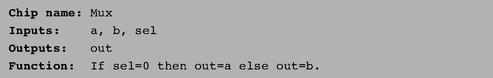 Chip name: Mux
Inputs: a, b, sel
Outputs: out
Function: If sel=0 then out=a else out=b.